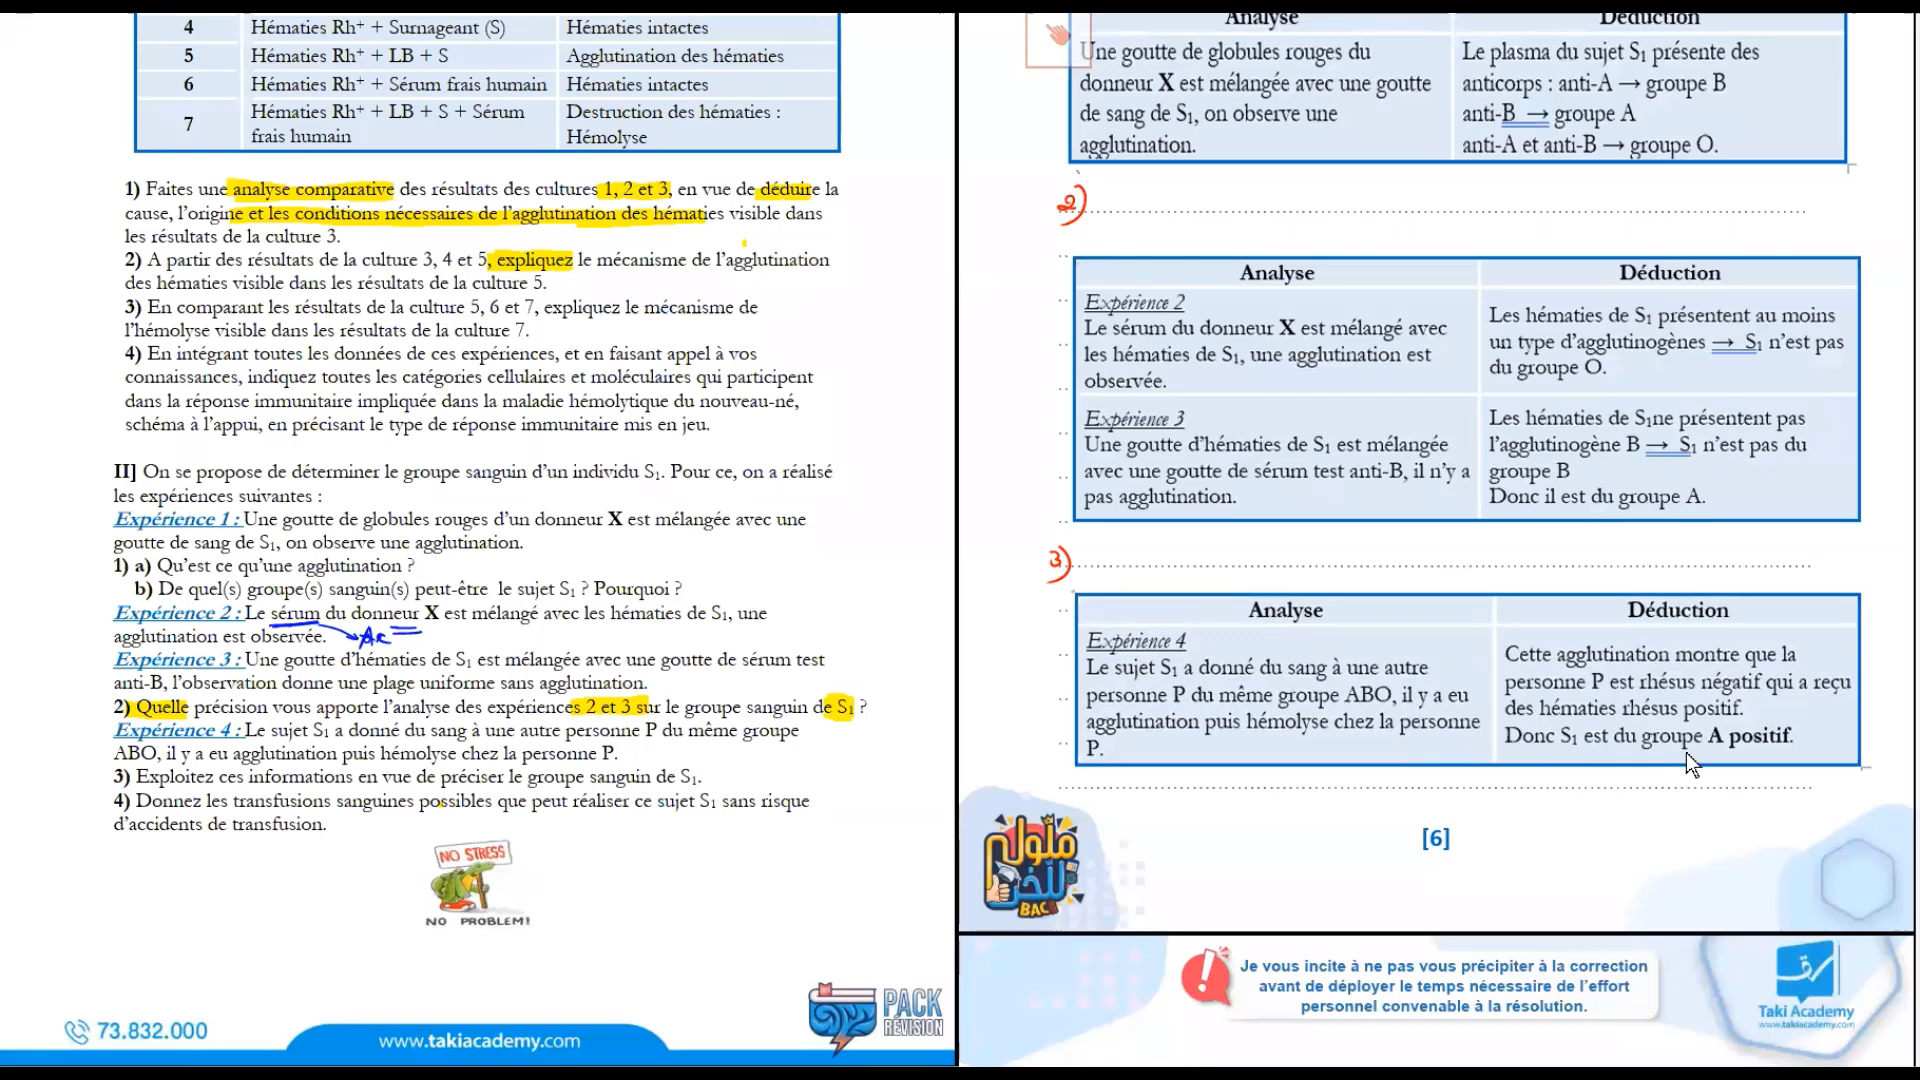 4 Hématies Rh⁺ + Surnageant (S) Hématies intactes
5 Hématies Rh⁺ + LB + S Agglutination des hématies
6 Hématies Rh⁺ + Sérum frais humain Hématies intactes
7 Hématies Rh⁺ + LB + S + Sérum Destruction des hématies :
frais humain Hémolyse
1) Faites une analyse comparative des résultats des cultures 1, 2 et 3, en vue de déduire la
cause, l'origine et les conditions nécessaires de l'agglutination des hématies visible dans
les résultats de la culture 3.
2) A partir des résultats de la culture 3, 4 et 5, expliquez le mécanisme de l'agglutination
des hématies visible dans les résultats de la culture 5.
3) En comparant les résultats de la culture 5, 6 et 7, expliquez le mécanisme de
l'hémolyse visible dans les résultats de la culture 7.
4) En intégrant toutes les données de ces expériences, et en faisant appel à vos
connaissances, indiquez toutes les catégories cellulaires et moléculaires qui participent
dans la réponse immunitaire impliquée dans la maladie hémolytique du nouveau-né,
schéma à l'appui, en précisant le type de réponse immunitaire mis en jeu.
II] On se propose de déterminer le groupe sanguin d'un individu S₁. Pour ce, on a réalisé
les expériences suivantes :
Expérience 1 : Une goutte de globules rouges d'un donneur X est mélangée avec une
goutte de sang de S₁, on observe une agglutination.
1) a) Qu'est ce qu'une agglutination ?
b) De quel(s) groupe(s) sanguin(s) peut-être le sujet S₁ ? Pourquoi ?
Expérience 2 : Le sérum du donneur X est mélangé avec les hématies de S₁, une
agglutination est observée. Ac
Expérience 3 : Une goutte d'hématies de S₁ est mélangée avec une goutte de sérum test
anti-B, l'observation donne une plage uniforme sans agglutination.
2) Quelle précision vous apporte l'analyse des expériences 2 et 3 sur le groupe sanguin de S₁ ?
Expérience 4 : Le sujet S₁ a donné du sang à une autre personne P du même groupe
ABO, il y a eu agglutination puis hémolyse chez la personne P.
3) Exploitez ces informations en vue de préciser le groupe sanguin de S₁.
4) Donnez les transfusions sanguines possibles que peut réaliser ce sujet S₁ sans risque
d'accidents de transfusion.
NO STRESS
NO PROBLEM!
73.832.000
www.takiacademy.com
PACK
RÉVISION
Analyse Déduction
Une goutte de globules rouges du
donneur X est mélangée avec une goutte
de sang de S₁, on observe une
agglutination.
Le plasma du sujet S₁ présente des
anticorps : anti-A → groupe B
anti-B → groupe A
anti-A et anti-B → groupe O.
2)
Analyse Déduction
Expérience 2
Le sérum du donneur X est mélangé avec
les hématies de S₁, une agglutination est
observée.
Les hématies de S₁ présentent au moins
un type d'agglutinogènes → S₁ n'est pas
du groupe O.
Expérience 3
Une goutte d'hématies de S₁ est mélangée
avec une goutte de sérum test anti-B, il n'y a
pas agglutination.
Les hématies de S₁ne présentent pas
l'agglutinogène B → S₁ n'est pas du
groupe B
Donc il est du groupe A.
3)
Analyse Déduction
Expérience 4
Le sujet S₁ a donné du sang à une autre
personne P du même groupe ABO, il y a eu
agglutination puis hémolyse chez la personne
P.
Cette agglutination montre que la
personne P est rhésus négatif qui a reçu
des hématies rhésus positif.
Donc S₁ est du groupe A positif.
[6]
ملول
للآخر
BAC
Je vous incite à ne pas vous précipiter à la correction
avant de déployer le temps nécessaire de l'effort
personnel convenable à la résolution.
Taki Academy
www.takiacademy.com